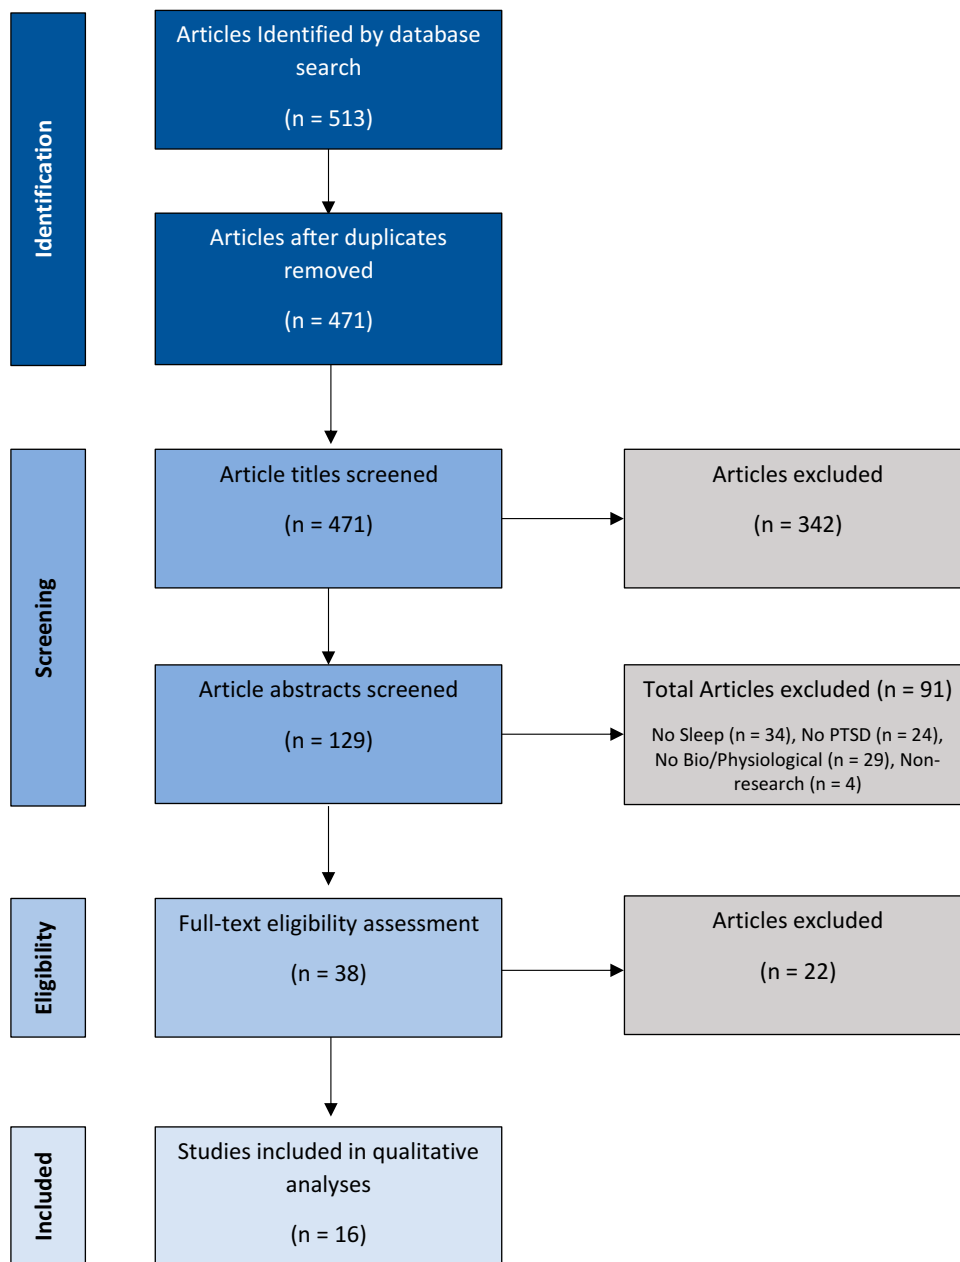 Identification
Articles Identified by database
search
(n = 513)
Articles after duplicates
removed
(n = 471)
Screening
Article titles screened
(n = 471)
Articles excluded
(n = 342)
Article abstracts screened
(n = 129)
Total Articles excluded (n = 91)
No Sleep (n = 34), No PTSD (n = 24),
No Bio/Physiological (n = 29), Non-
research (n = 4)
Eligibility
Full-text eligibility assessment
(n = 38)
Articles excluded
(n = 22)
Included
Studies included in qualitative
analyses
(n = 16)